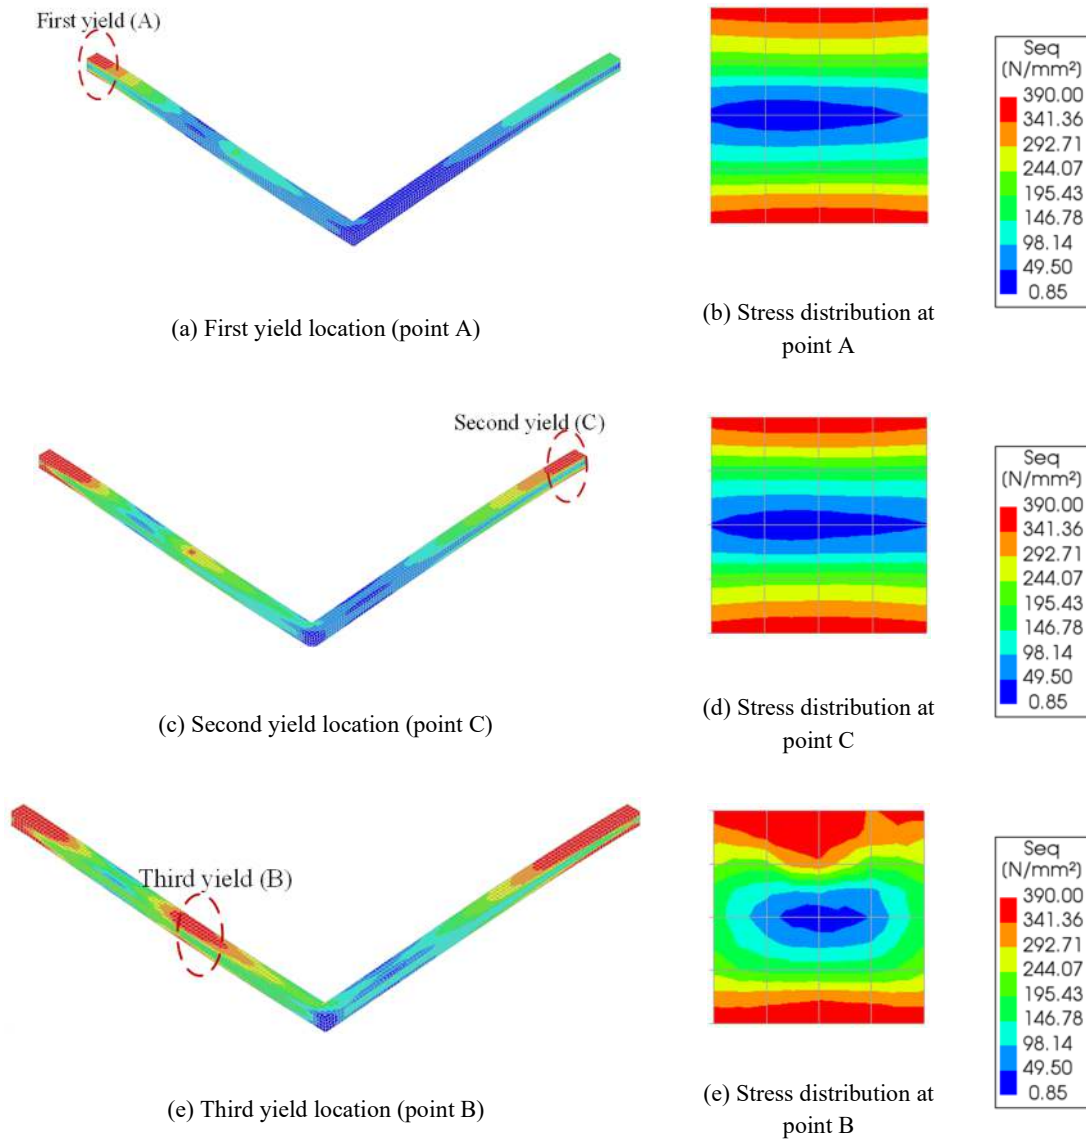 First yield (A)
Seq
(N/mm²)
390.00
341.36
292.71
244.07
195.43
146.78
98.14
49.50
0.85
(a) First yield location (point A)
(b) Stress distribution at
point A
Second yield (C)
Seq
(N/mm²)
390.00
341.36
292.71
244.07
195.43
146.78
98.14
49.50
0.85
(c) Second yield location (point C)
(d) Stress distribution at
point C
Third yield (B)
Seq
(N/mm²)
390.00
341.36
292.71
244.07
195.43
146.78
98.14
49.50
0.85
(e) Third yield location (point B)
(e) Stress distribution at
point B